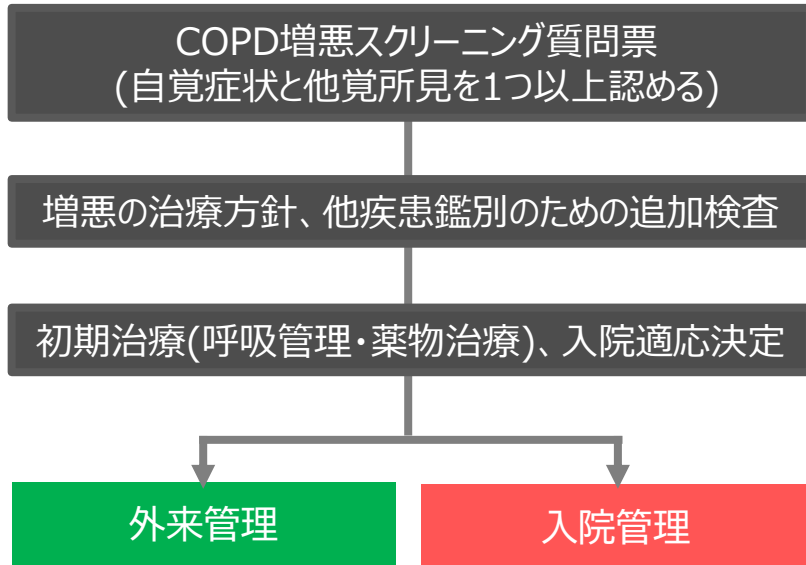 COPD増悪スクリーニング質問票
(自覚症状と他覚所見を1つ以上認める)
増悪の治療方針、他疾患鑑別のための追加検査
初期治療(呼吸管理・薬物治療)、入院適応決定
外来管理
入院管理